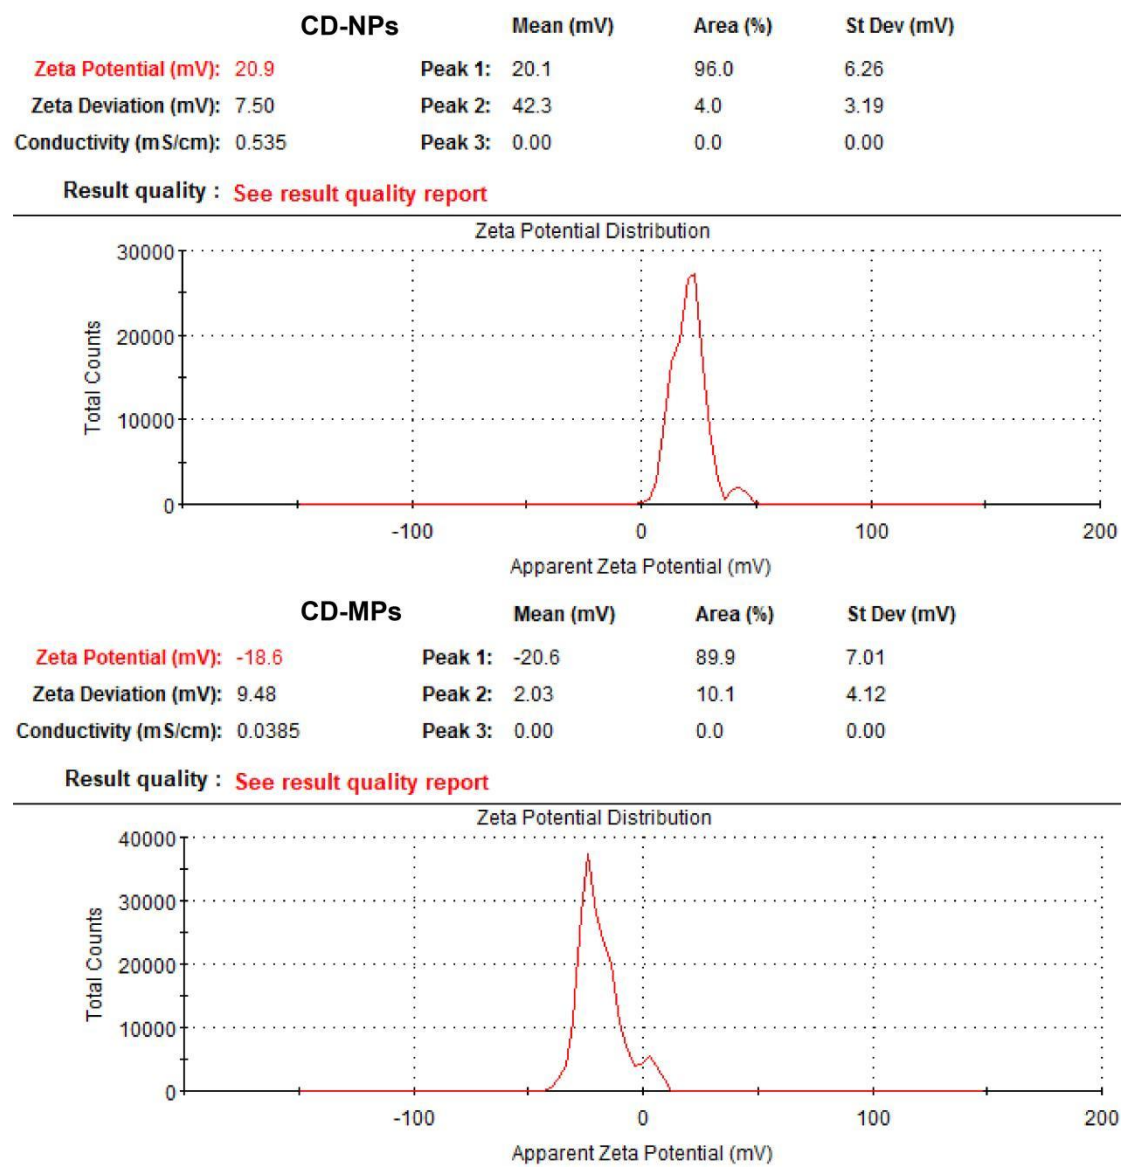 CD-NPs Mean (mV) Area (%) St Dev (mV)
Zeta Potential (mV): 20.9 Peak 1: 20.1 96.0 6.26
Zeta Deviation (mV): 7.50 Peak 2: 42.3 4.0 3.19
Conductivity (mS/cm): 0.535 Peak 3: 0.00 0.0 0.00
Result quality : See result quality report
Zeta Potential Distribution
30000
20000
10000
0
Total Counts
-100 0 100 200
Apparent Zeta Potential (mV)
CD-MPs Mean (mV) Area (%) St Dev (mV)
Zeta Potential (mV): -18.6 Peak 1: -20.6 89.9 7.01
Zeta Deviation (mV): 9.48 Peak 2: 2.03 10.1 4.12
Conductivity (mS/cm): 0.0385 Peak 3: 0.00 0.0 0.00
Result quality : See result quality report
Zeta Potential Distribution
40000
30000
20000
10000
0
Total Counts
-100 0 100 200
Apparent Zeta Potential (mV)